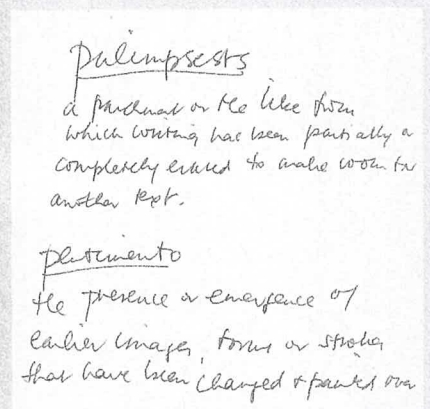 Palimpsests
a parchment or the like from
which writing has been partially or
completely erased to make room for
another text.
pentimento
the presence or emergence of
earlier images, forms or strokes
that have been changed + painted over